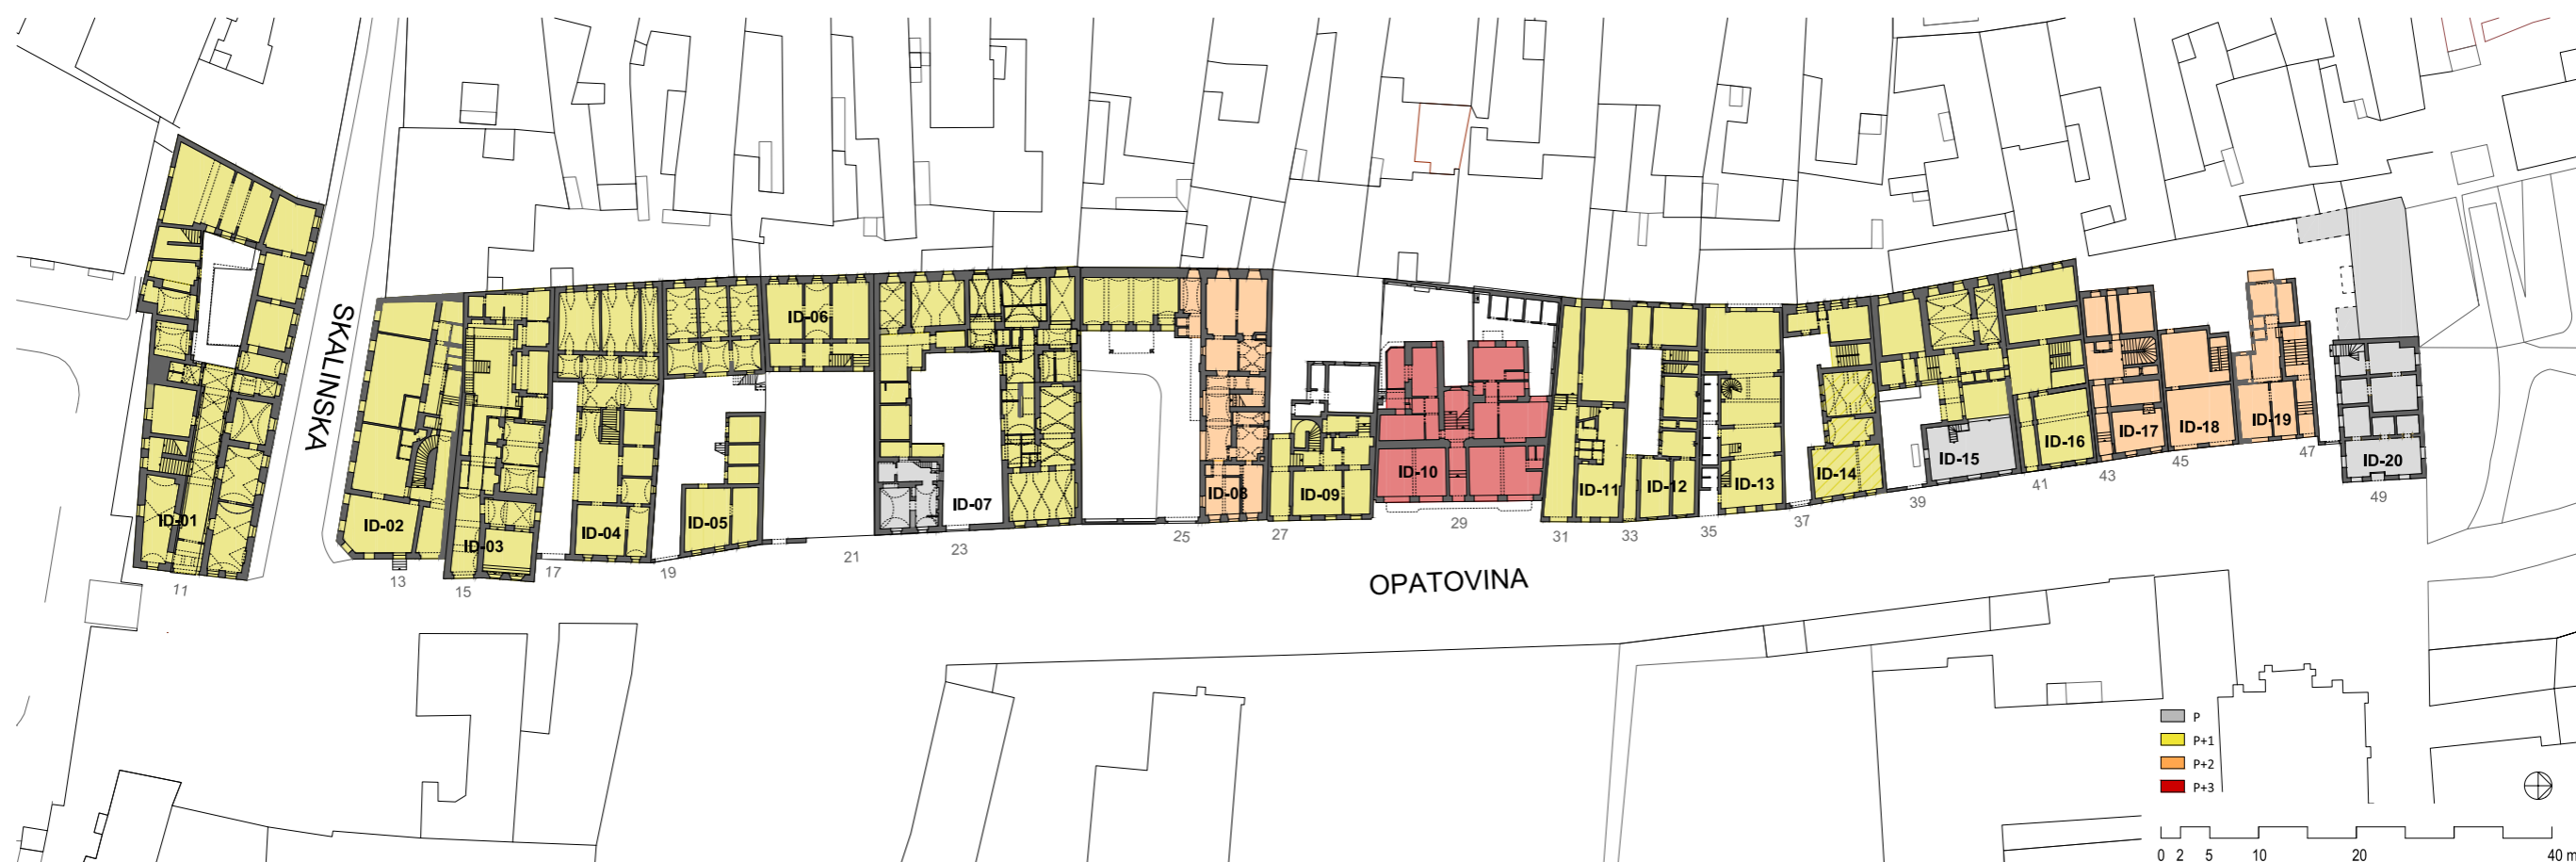 SKALINSKA
OPATOVINA
ID-01
ID-02
ID-03
ID-04
ID-05
ID-06
ID-07
ID-08
ID-09
ID-10
ID-11
ID-12
ID-13
ID-14
ID-15
ID-16
ID-17
ID-18
ID-19
ID-20
11
13
15
17
19
21
23
25
27
29
31
33
35
37
39
41
43
45
47
49
P
P+1
P+2
P+3
0 2 5 10 20 40 m